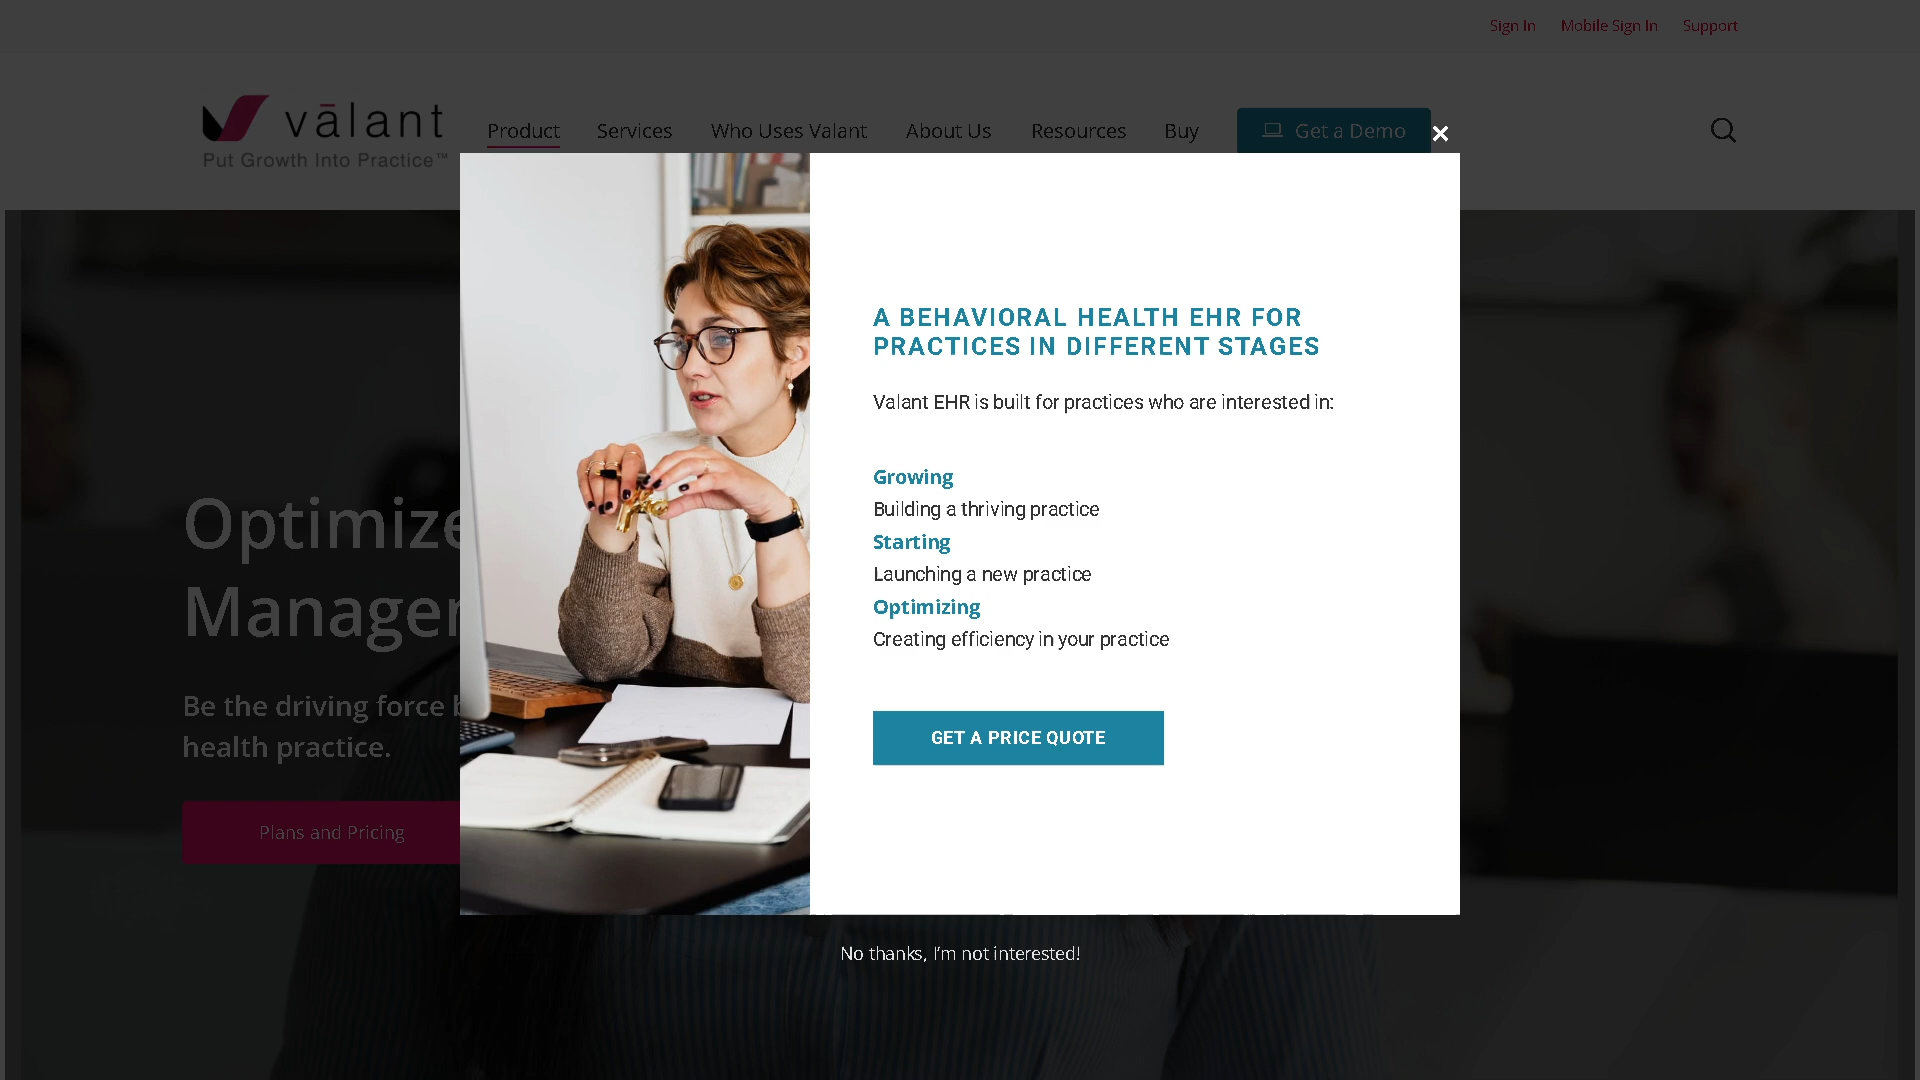 Sign In Mobile Sign In Support
vālant
Put Growth Into Practice™
Product Services Who Uses Valant About Us Resources Buy Get a Demo
×
A BEHAVIORAL HEALTH EHR FOR
PRACTICES IN DIFFERENT STAGES
Valant EHR is built for practices who are interested in:
Growing
Building a thriving practice
Starting
Launching a new practice
Optimizing
Creating efficiency in your practice
GET A PRICE QUOTE
Optimize
Manager
Be the driving force
health practice.
Plans and Pricing
No thanks, I'm not interested!